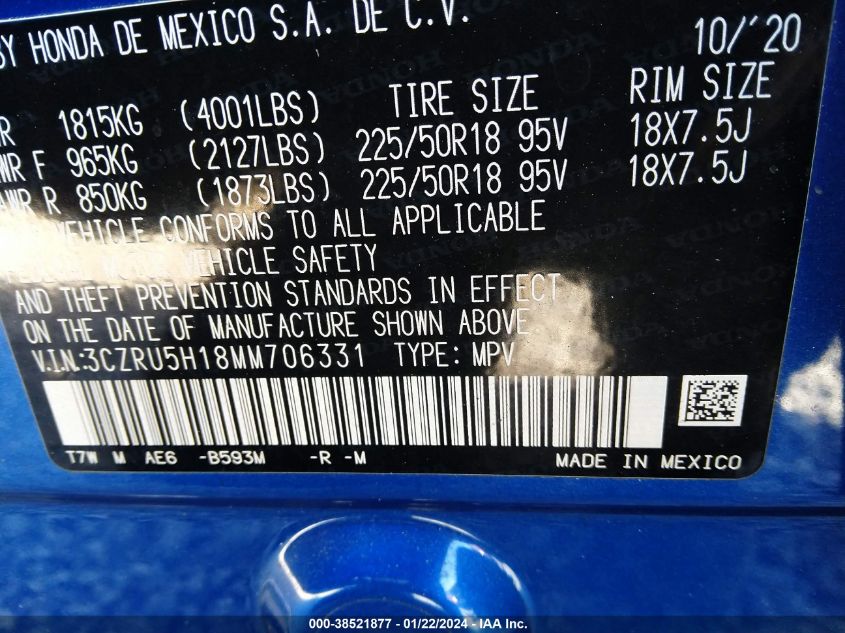 BY HONDA DE MEXICO S.A. DE C.V. 10/'20
1815KG (4001LBS) TIRE SIZE RIM SIZE
WR F 965KG (2127LBS) 225/50R18 95V 18X7.5J
AWR R 850KG (1873LBS) 225/50R18 95V 18X7.5J
VEHICLE CONFORMS TO ALL APPLICABLE
MOTOR VEHICLE SAFETY
AND THEFT PREVENTION STANDARDS IN EFFECT
ON THE DATE OF MANUFACTURE SHOWN ABOVE
V.I.N.:3CZRU5H18MM706331 TYPE: MPV
T7W M AE6 -B593M -R -M MADE IN MEXICO
000-38521877 - 01/22/2024 - IAA Inc.